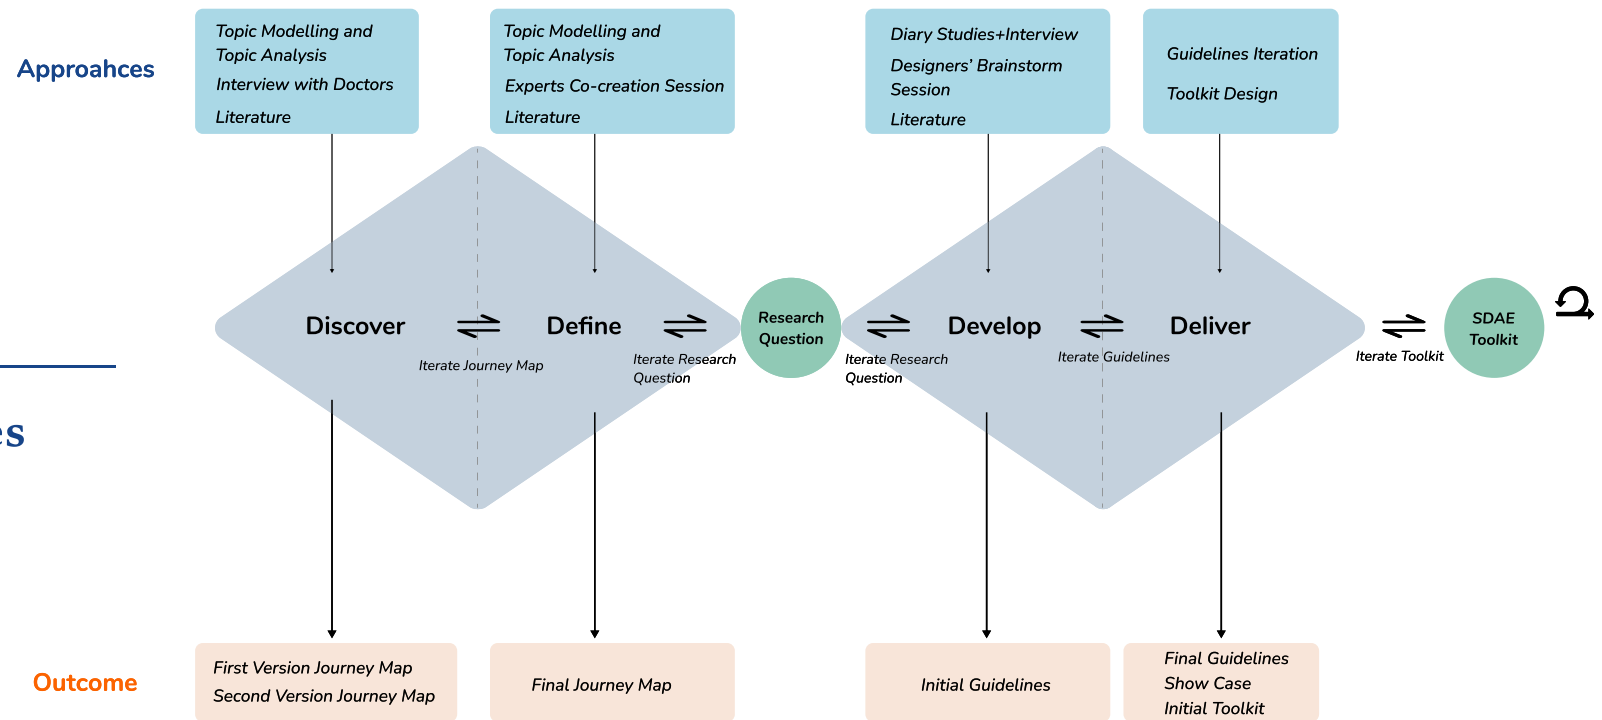 Approahces
Topic Modelling and
Topic Analysis
Interview with Doctors
Literature
Topic Modelling and
Topic Analysis
Experts Co-creation Session
Literature
Diary Studies+Interview
Designers’ Brainstorm
Session
Literature
Guidelines Iteration
Toolkit Design
Discover
Iterate Journey Map
Define
Iterate Research
Question
Research
Question
Iterate Research
Question
Develop
Iterate Guidelines
Deliver
Iterate Toolkit
SDAE
Toolkit
es
Outcome
First Version Journey Map
Second Version Journey Map
Final Journey Map
Initial Guidelines
Final Guidelines
Show Case
Initial Toolkit